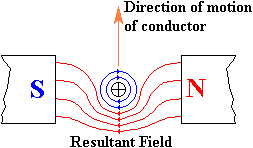 Direction of motion
of conductor
S N
Resultant Field